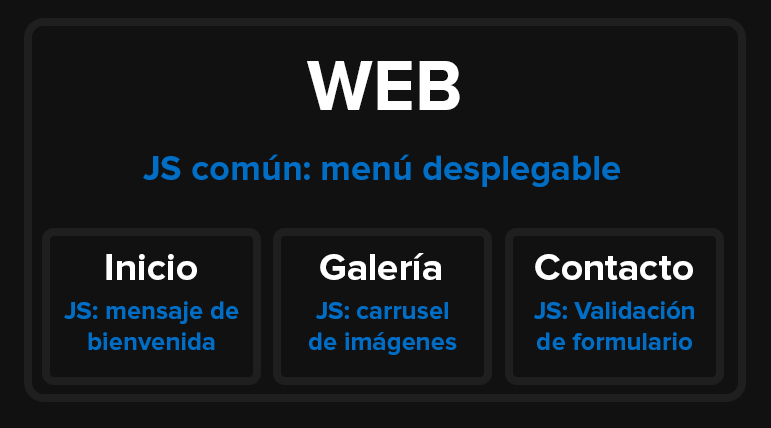 WEB
JS común: menú desplegable
Inicio
JS: mensaje de
bienvenida
Galería
JS: carrusel
de imágenes
Contacto
JS: Validación
de formulario